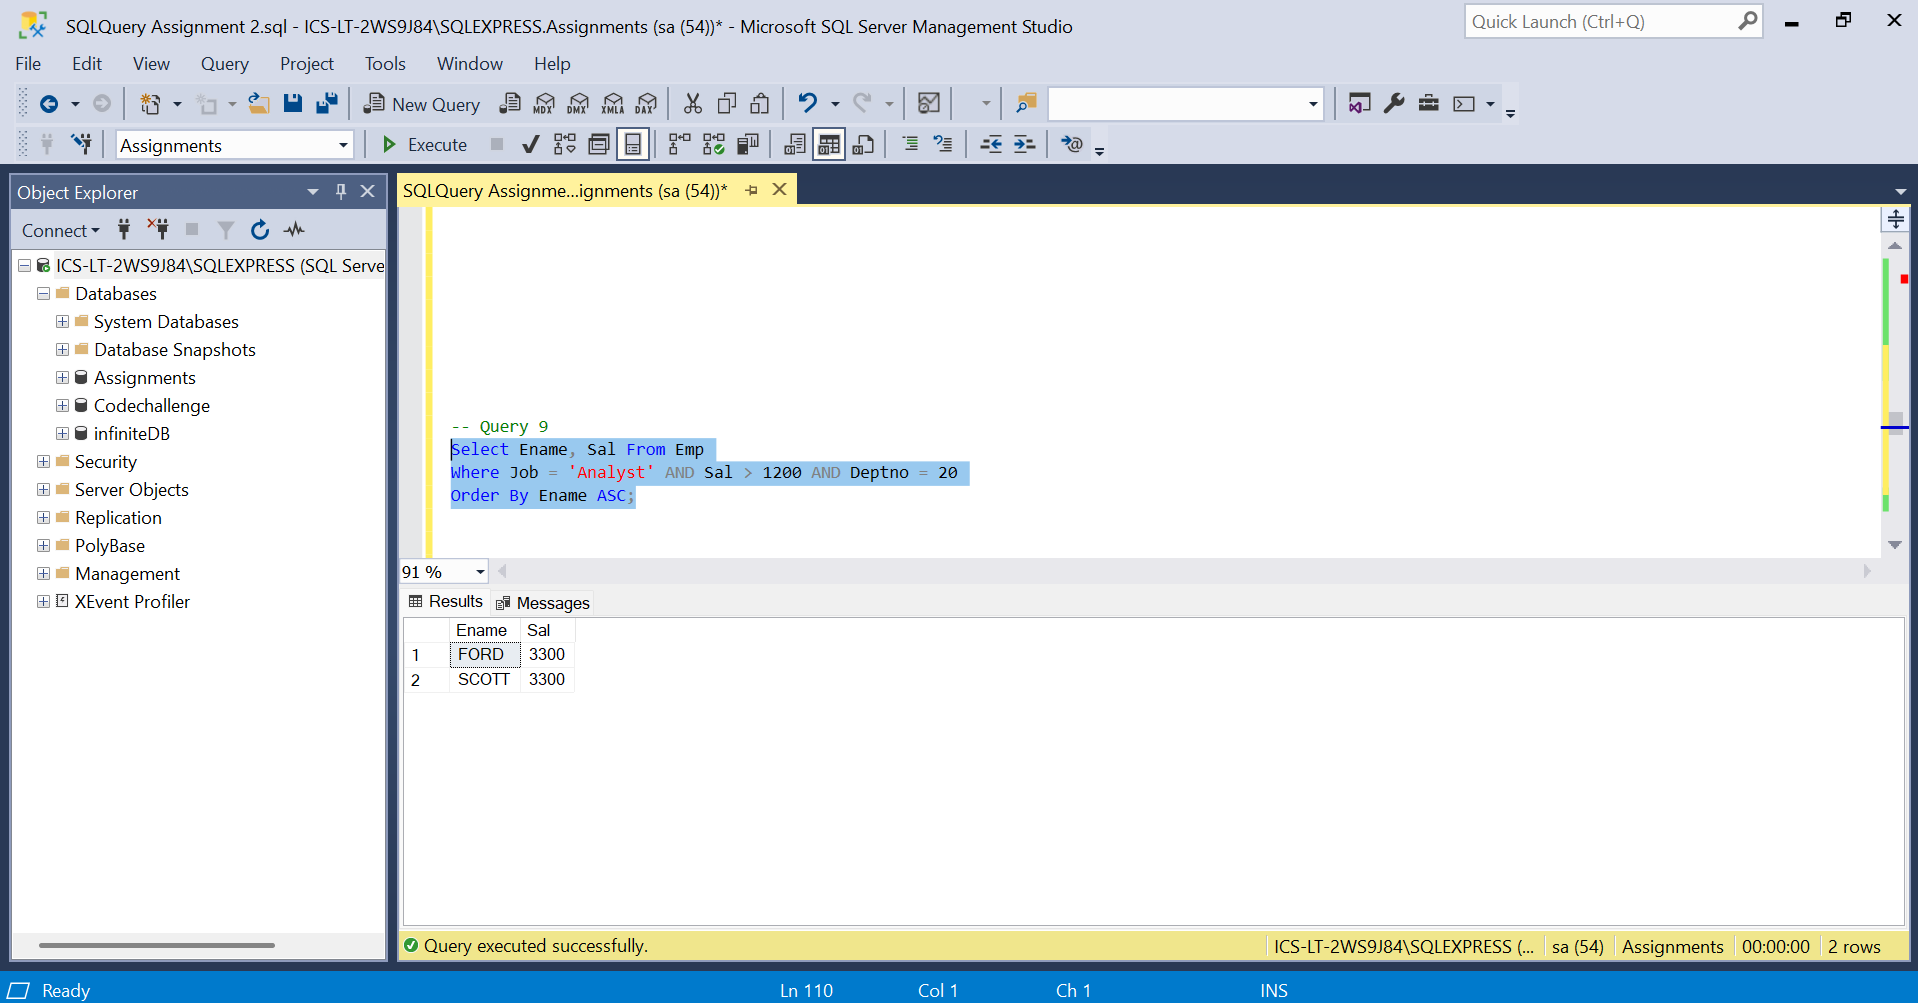 SQLQuery Assignment 2.sql - ICS-LT-2WS9J84\SQLEXPRESS.Assignments (sa (54))* - Microsoft SQL Server Management Studio
Quick Launch (Ctrl+Q)
File Edit View Query Project Tools Window Help
New Query MDX DMX XMLA DAX
Assignments Execute
Object Explorer
SQLQuery Assignme...ignments (sa (54))*
Connect
ICS-LT-2WS9J84\SQLEXPRESS (SQL Serve
Databases
System Databases
Database Snapshots
Assignments
Codechallenge
infiniteDB
Security
Server Objects
Replication
PolyBase
Management
XEvent Profiler
-- Query 9
Select Ename, Sal From Emp
Where Job = 'Analyst' AND Sal > 1200 AND Deptno = 20
Order By Ename ASC;
91 %
Results Messages
Ename Sal
1 FORD 3300
2 SCOTT 3300
Query executed successfully. ICS-LT-2WS9J84\SQLEXPRESS (... sa (54) Assignments 00:00:00 2 rows
Ready Ln 110 Col 1 Ch 1 INS